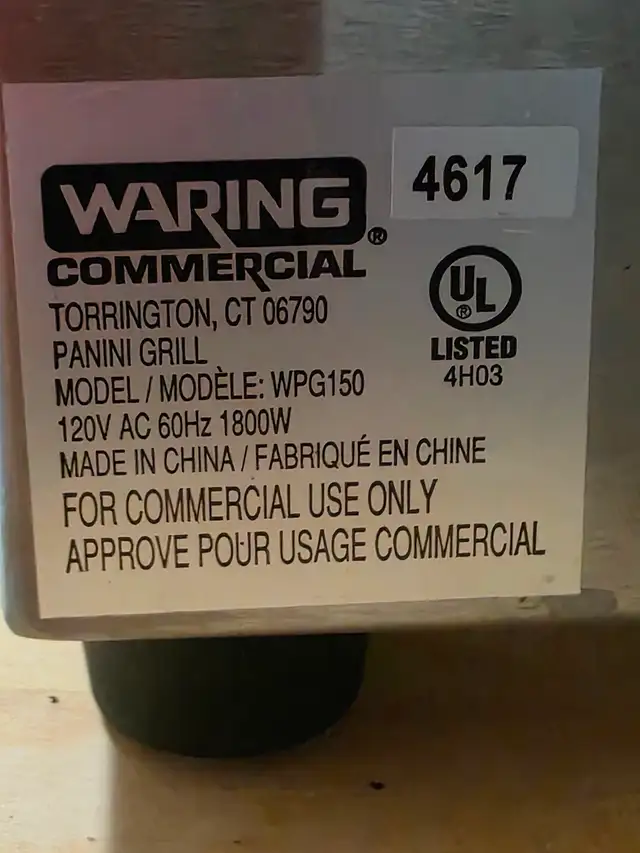 WARING®
COMMERCIAL
4617
UL®
LISTED
4H03
TORRINGTON, CT 06790
PANINI GRILL
MODEL / MODÈLE: WPG150
120V AC 60Hz 1800W
MADE IN CHINA / FABRIQUÉ EN CHINE
FOR COMMERCIAL USE ONLY
APPROVE POUR USAGE COMMERCIAL